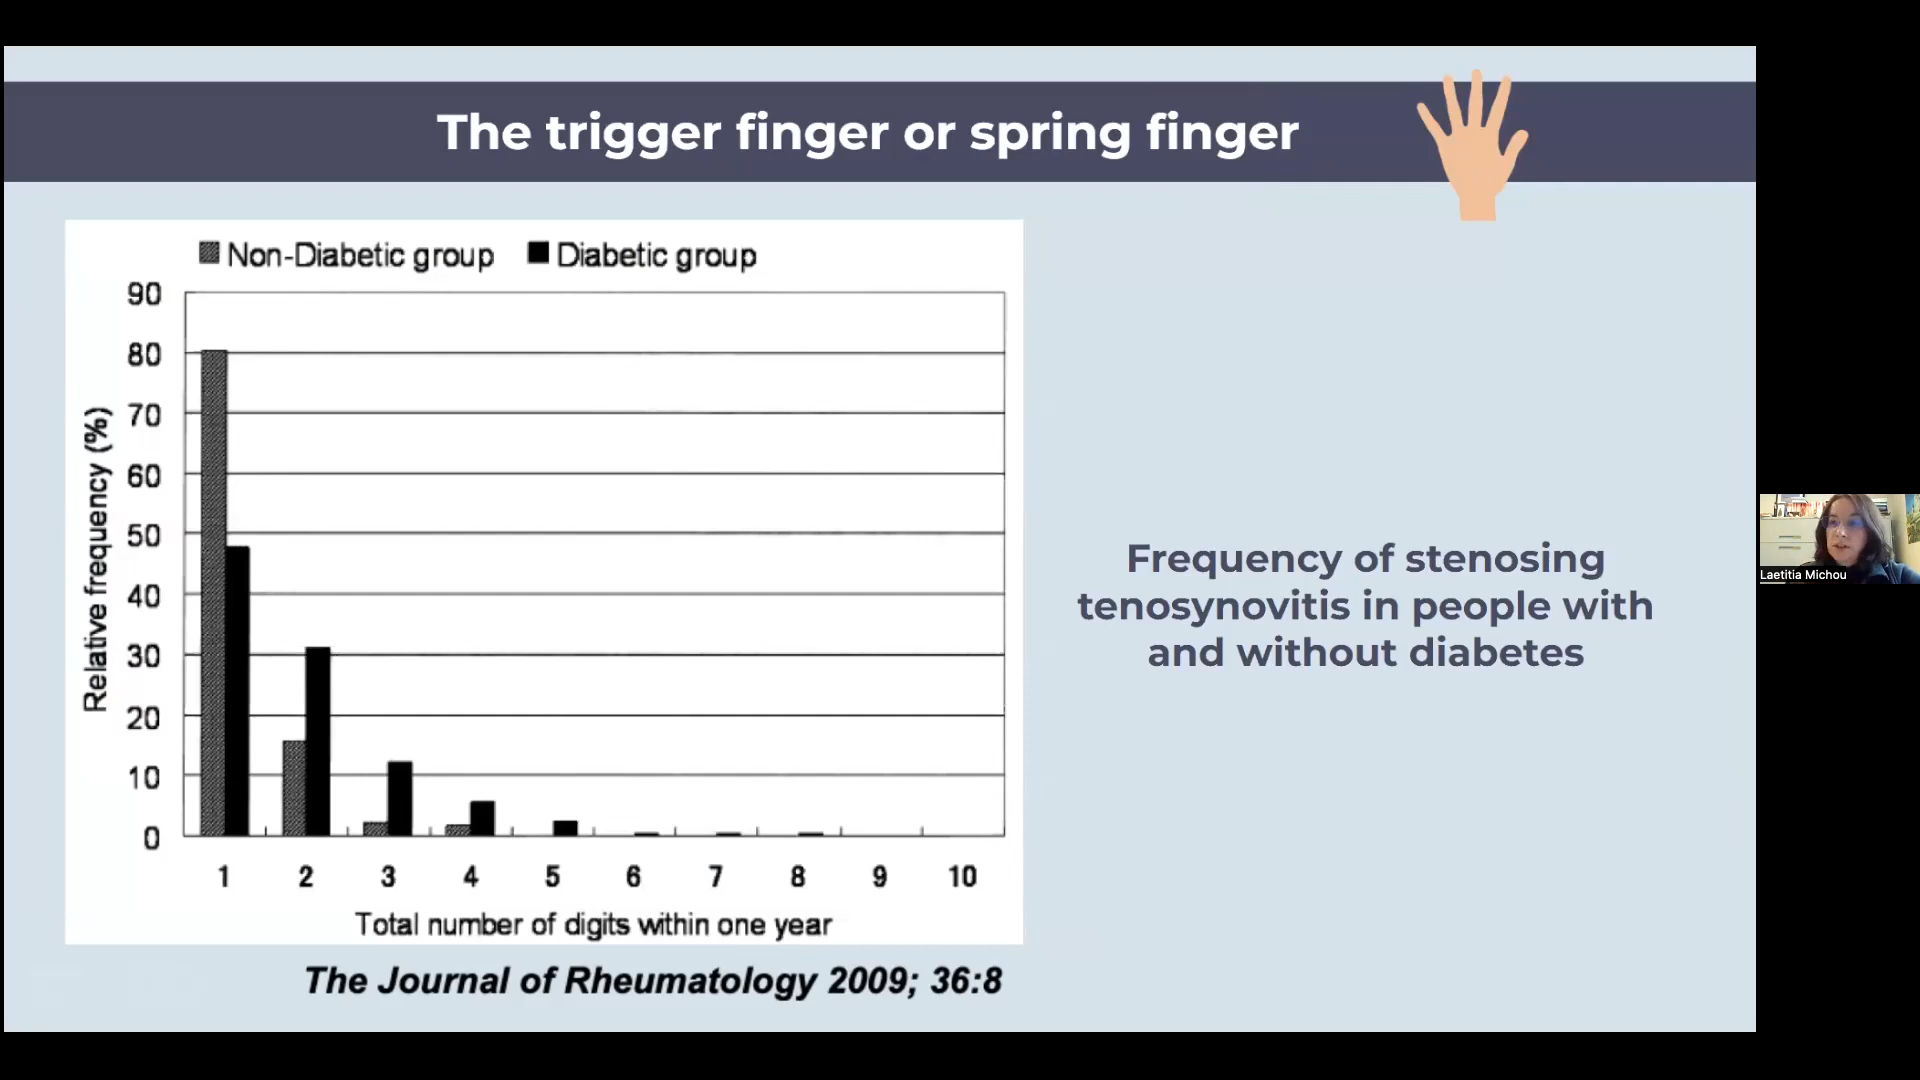 The trigger finger or spring finger
Non-Diabetic group Diabetic group
90
80
70
60
50
40
30
20
10
0
Relative frequency (%)
1 2 3 4 5 6 7 8 9 10
Total number of digits within one year
The Journal of Rheumatology 2009; 36:8
Frequency of stenosing
tenosynovitis in people with
and without diabetes
Laetitia Michou